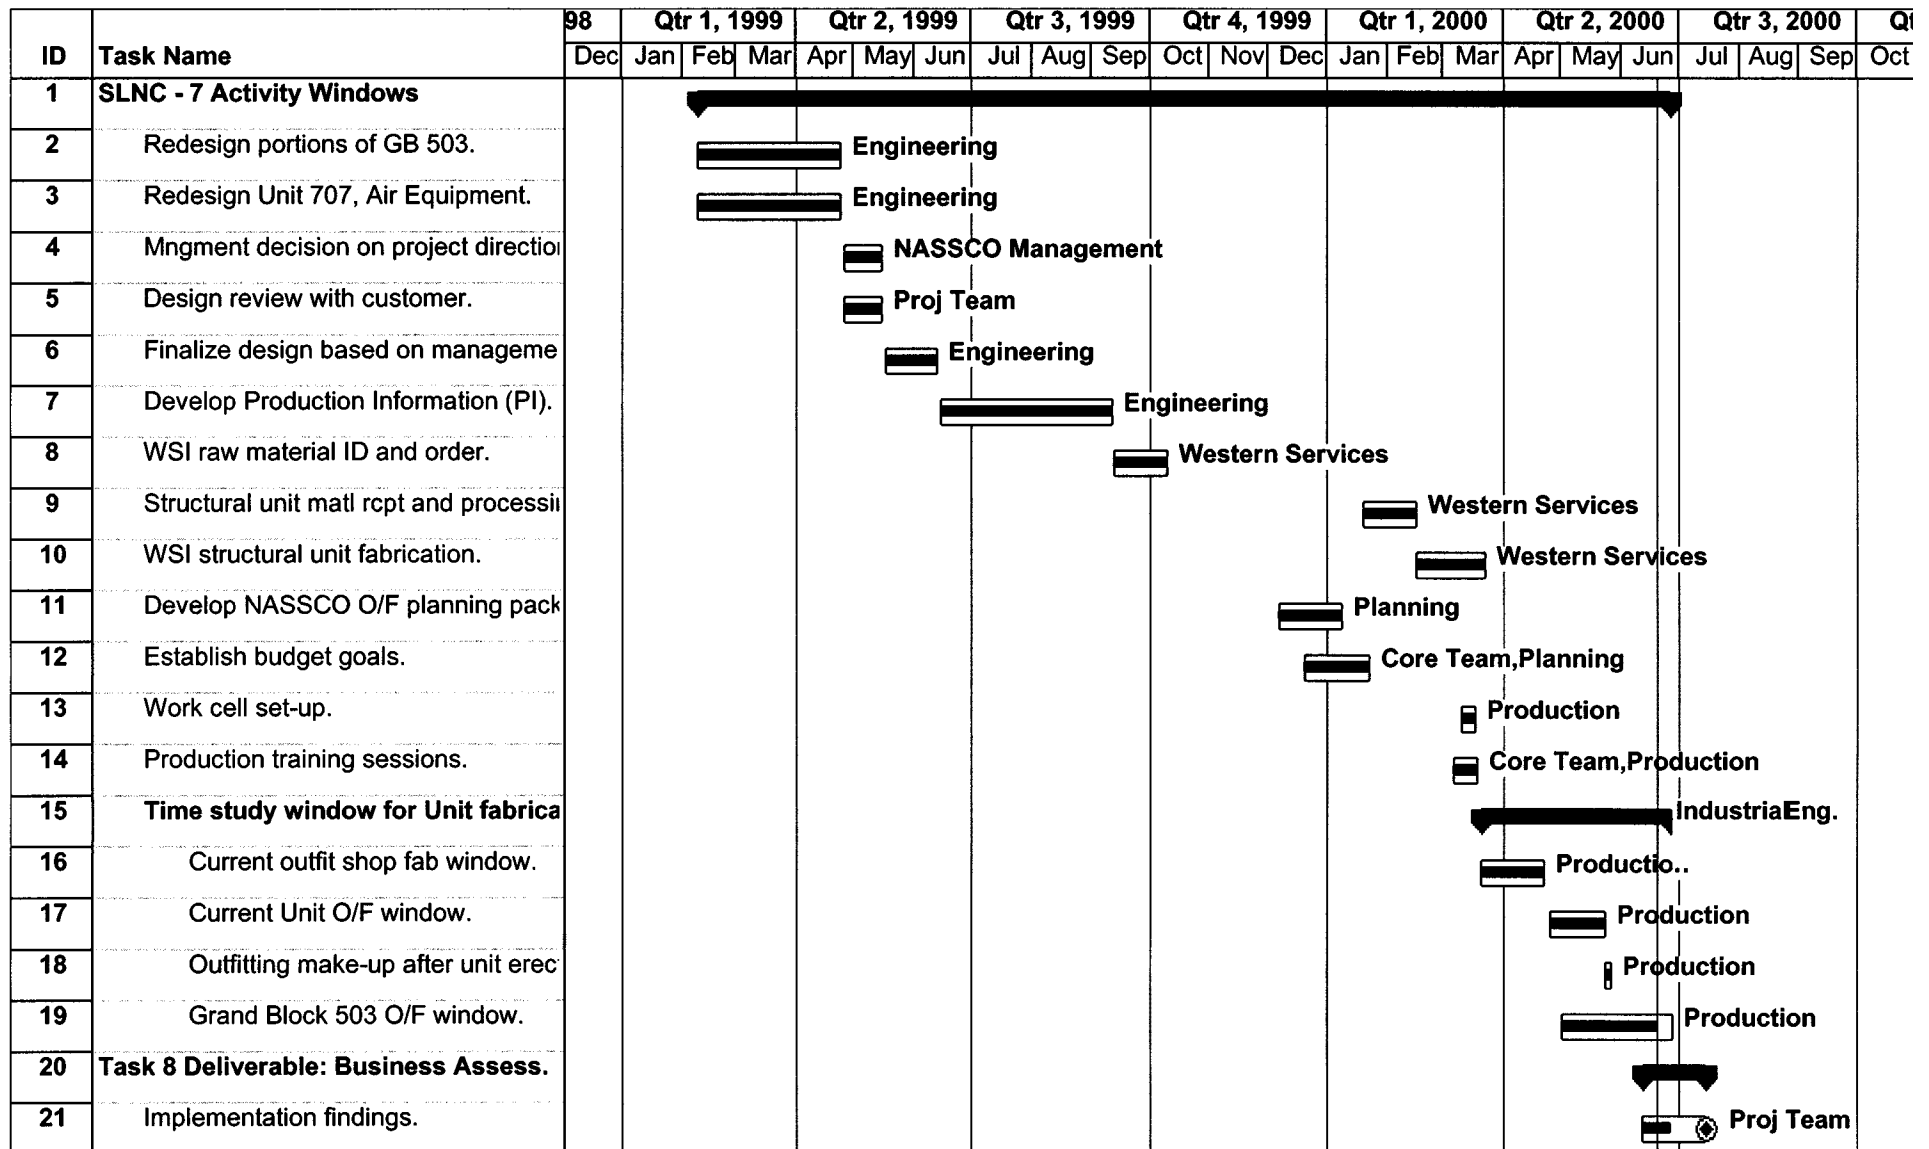 98 Qtr 1, 1999 Qtr 2, 1999 Qtr 3, 1999 Qtr 4, 1999 Qtr 1, 2000 Qtr 2, 2000 Qtr 3, 2000 Qt
ID Task Name Dec Jan Feb Mar Apr May Jun Jul Aug Sep Oct Nov Dec Jan Feb Mar Apr May Jun Jul Aug Sep Oct
1 SLNC - 7 Activity Windows
2 Redesign portions of GB 503. Engineering
3 Redesign Unit 707, Air Equipment. Engineering
4 Mngment decision on project direction NASSCO Management
5 Design review with customer. Proj Team
6 Finalize design based on manageme Engineering
7 Develop Production Information (PI). Engineering
8 WSI raw material ID and order. Western Services
9 Structural unit matl rcpt and processin Western Services
10 WSI structural unit fabrication. Western Services
11 Develop NASSCO O/F planning pack Planning
12 Establish budget goals. Core Team,Planning
13 Work cell set-up. Production
14 Production training sessions. Core Team,Production
15 Time study window for Unit fabrica Industrial Eng.
16 Current outfit shop fab window. Productio..
17 Current Unit O/F window. Production
18 Outfitting make-up after unit erec Production
19 Grand Block 503 O/F window. Production
20 Task 8 Deliverable: Business Assess.
21 Implementation findings. Proj Team